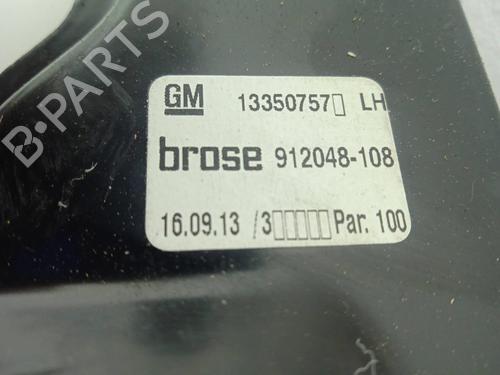 GM 13350757▯ LH
brose 912048-108
16.09.13 /3▯▯▯▯▯ Par. 100
B-PARTS